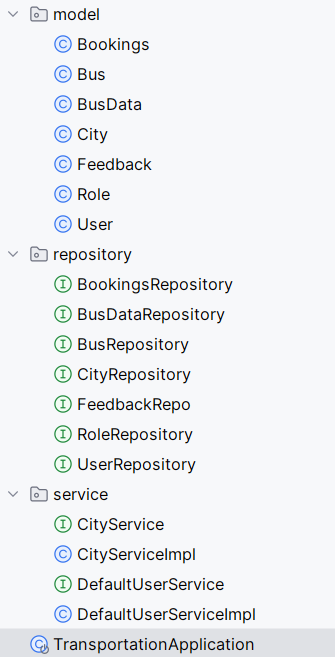 model
Bookings
Bus
BusData
City
Feedback
Role
User
repository
BookingsRepository
BusDataRepository
BusRepository
CityRepository
FeedbackRepo
RoleRepository
UserRepository
service
CityService
CityServiceImpl
DefaultUserService
DefaultUserServiceImpl
TransportationApplication